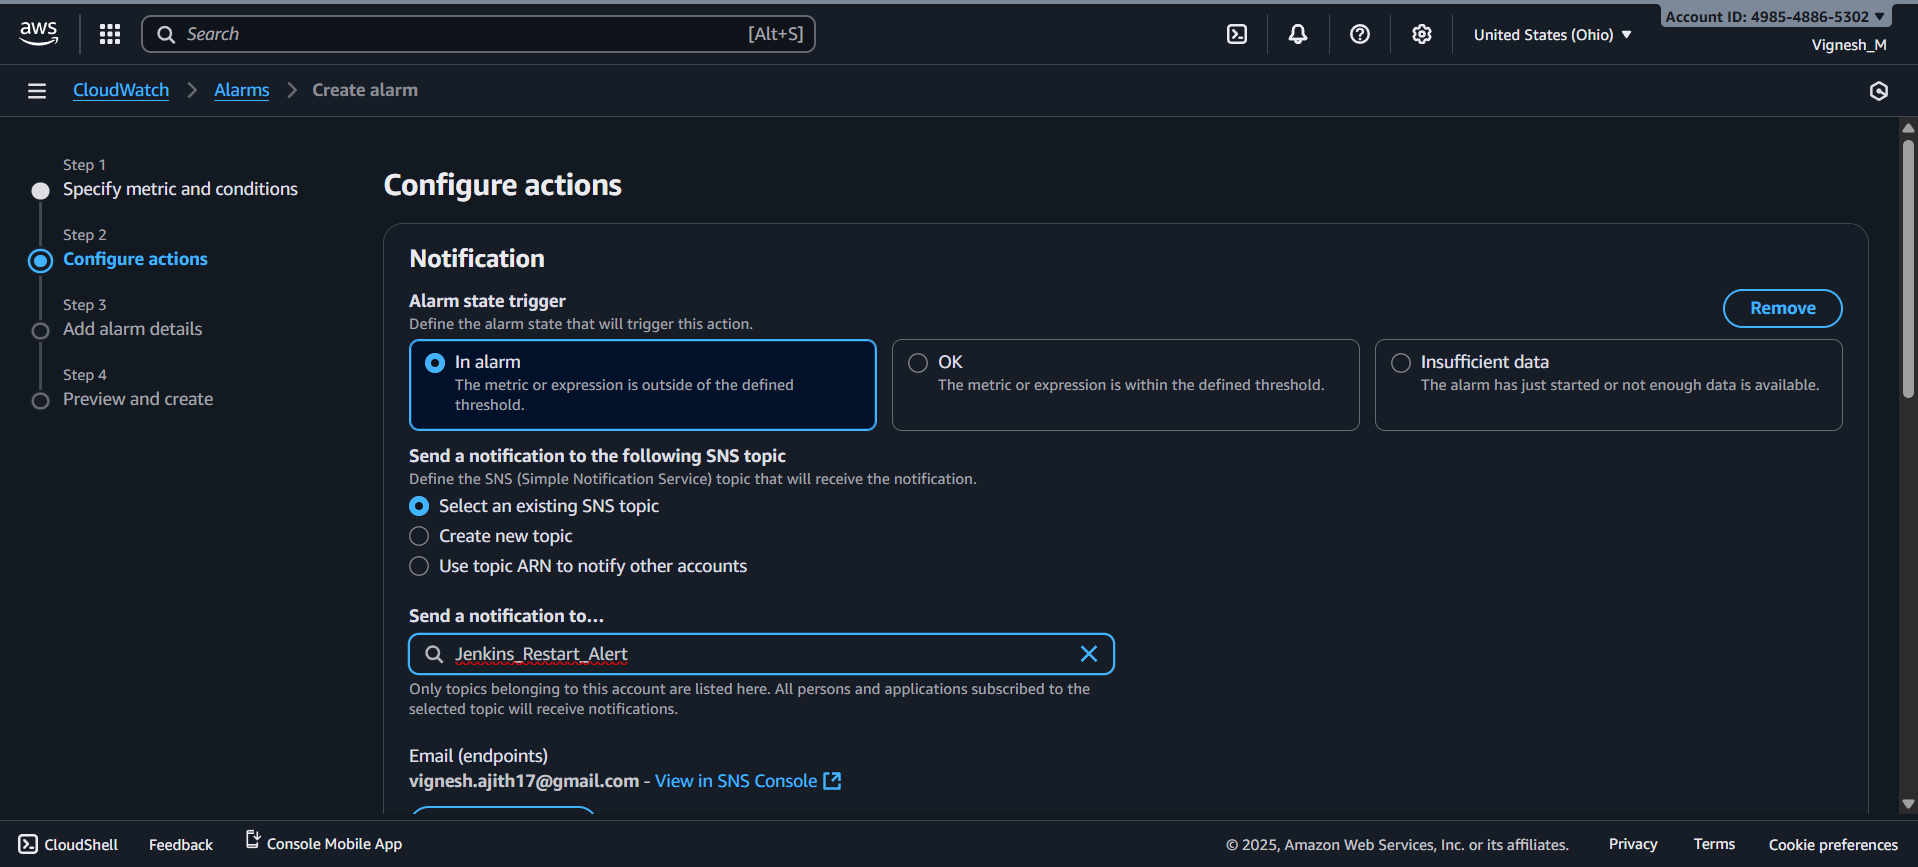 aws
Search
[Alt+S]
United States (Ohio)
Account ID: 4985-4886-5302
Vignesh_M
CloudWatch
Alarms
Create alarm
Step 1
Specify metric and conditions
Step 2
Configure actions
Step 3
Add alarm details
Step 4
Preview and create
Configure actions
Notification
Alarm state trigger
Define the alarm state that will trigger this action.
Remove
In alarm
The metric or expression is outside of the defined
threshold.
OK
The metric or expression is within the defined threshold.
Insufficient data
The alarm has just started or not enough data is available.
Send a notification to the following SNS topic
Define the SNS (Simple Notification Service) topic that will receive the notification.
Select an existing SNS topic
Create new topic
Use topic ARN to notify other accounts
Send a notification to…
Jenkins_Restart_Alert
Only topics belonging to this account are listed here. All persons and applications subscribed to the
selected topic will receive notifications.
Email (endpoints)
vignesh.ajith17@gmail.com - View in SNS Console
CloudShell
Feedback
Console Mobile App
© 2025, Amazon Web Services, Inc. or its affiliates.
Privacy
Terms
Cookie preferences